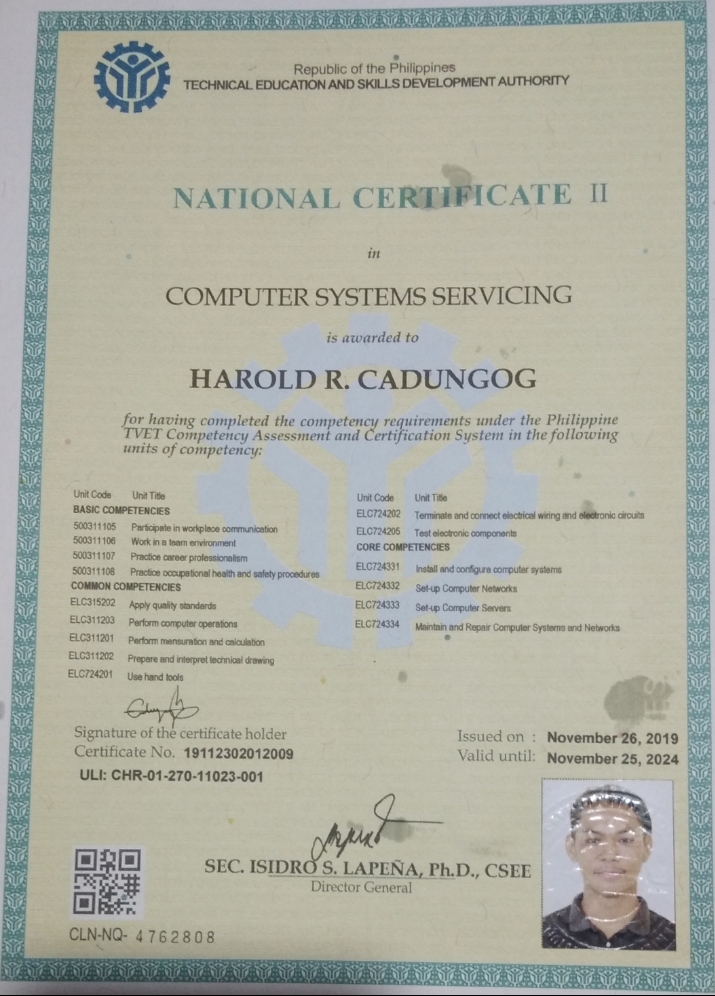 Republic of the Philippines
TECHNICAL EDUCATION AND SKILLS DEVELOPMENT AUTHORITY
NATIONAL CERTIFICATE II
in
COMPUTER SYSTEMS SERVICING
is awarded to
HAROLD R. CADUNGOG
for having completed the competency requirements under the Philippine
TVET Competency Assessment and Certification System in the following
units of competency:
Unit Code Unit Title
BASIC COMPETENCIES
500311105 Participate in workplace communication
500311106 Work in a team environment
500311107 Practice career professionalism
500311108 Practice occupational health and safety procedures
COMMON COMPETENCIES
ELC315202 Apply quality standards
ELC311203 Perform computer operations
ELC311201 Perform mensuration and calculation
ELC311202 Prepare and interpret technical drawing
ELC724201 Use hand tools
Unit Code Unit Title
ELC724202 Terminate and connect electrical wiring and electronic circuits
ELC724205 Test electronic components
CORE COMPETENCIES
ELC724331 Install and configure computer systems
ELC724332 Set-up Computer Networks
ELC724333 Set-up Computer Servers
ELC724334 Maintain and Repair Computer Systems and Networks
Signature of the certificate holder
Certificate No. 19112302012009
ULI: CHR-01-270-11023-001
Issued on : November 26, 2019
Valid until: November 25, 2024
SEC. ISIDRO S. LAPEÑA, Ph.D., CSEE
Director General
CLN-NQ- 4762808